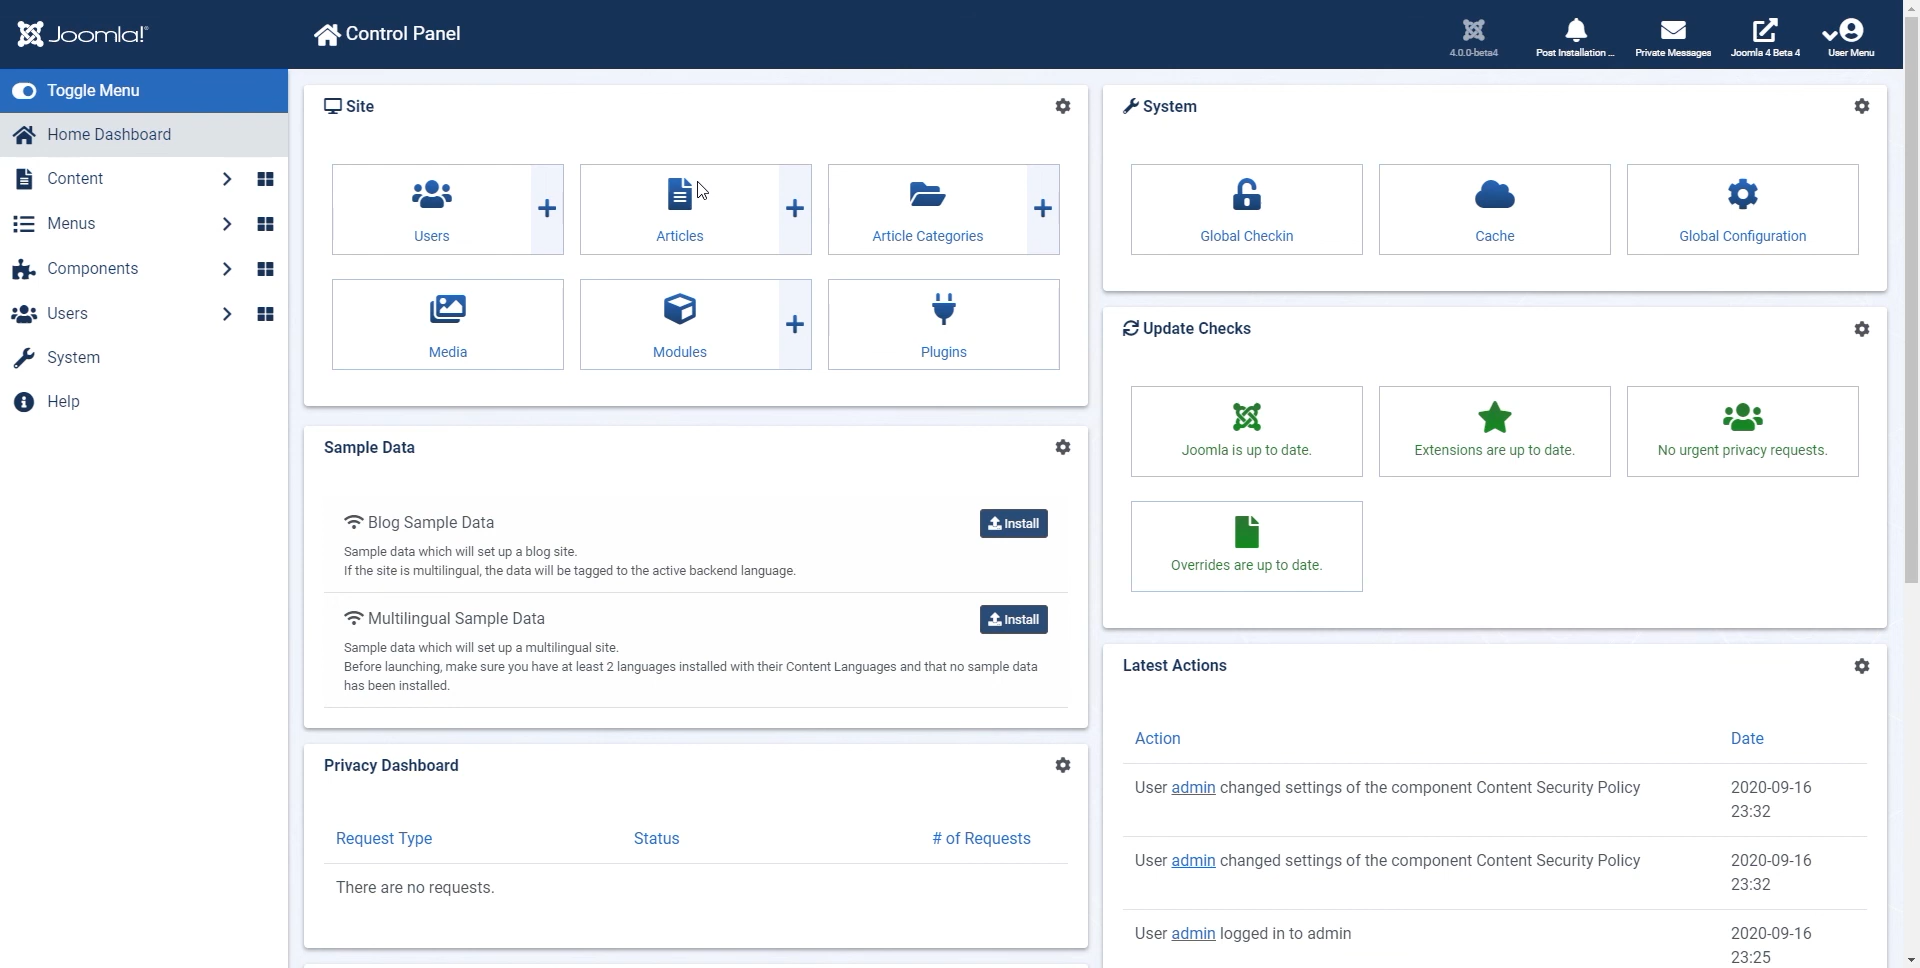 Joomla!
Control Panel
4.0.0-beta4
Post Installation ...
Private Messages
Joomla 4 Beta 4
User Menu
Toggle Menu
Home Dashboard
Content
Menus
Components
Users
System
Help
Site
Users
Articles
Article Categories
Media
Modules
Plugins
Sample Data
Blog Sample Data
Install
Sample data which will set up a blog site.
If the site is multilingual, the data will be tagged to the active backend language.
Multilingual Sample Data
Install
Sample data which will set up a multilingual site.
Before launching, make sure you have at least 2 languages installed with their Content Languages and that no sample data
has been installed.
Privacy Dashboard
Request Type Status # of Requests
There are no requests.
System
Global Checkin
Cache
Global Configuration
Update Checks
Joomla is up to date.
Extensions are up to date.
No urgent privacy requests.
Overrides are up to date.
Latest Actions
Action Date
User admin changed settings of the component Content Security Policy 2020-09-16
23:32
User admin changed settings of the component Content Security Policy 2020-09-16
23:32
User admin logged in to admin 2020-09-16
23:25